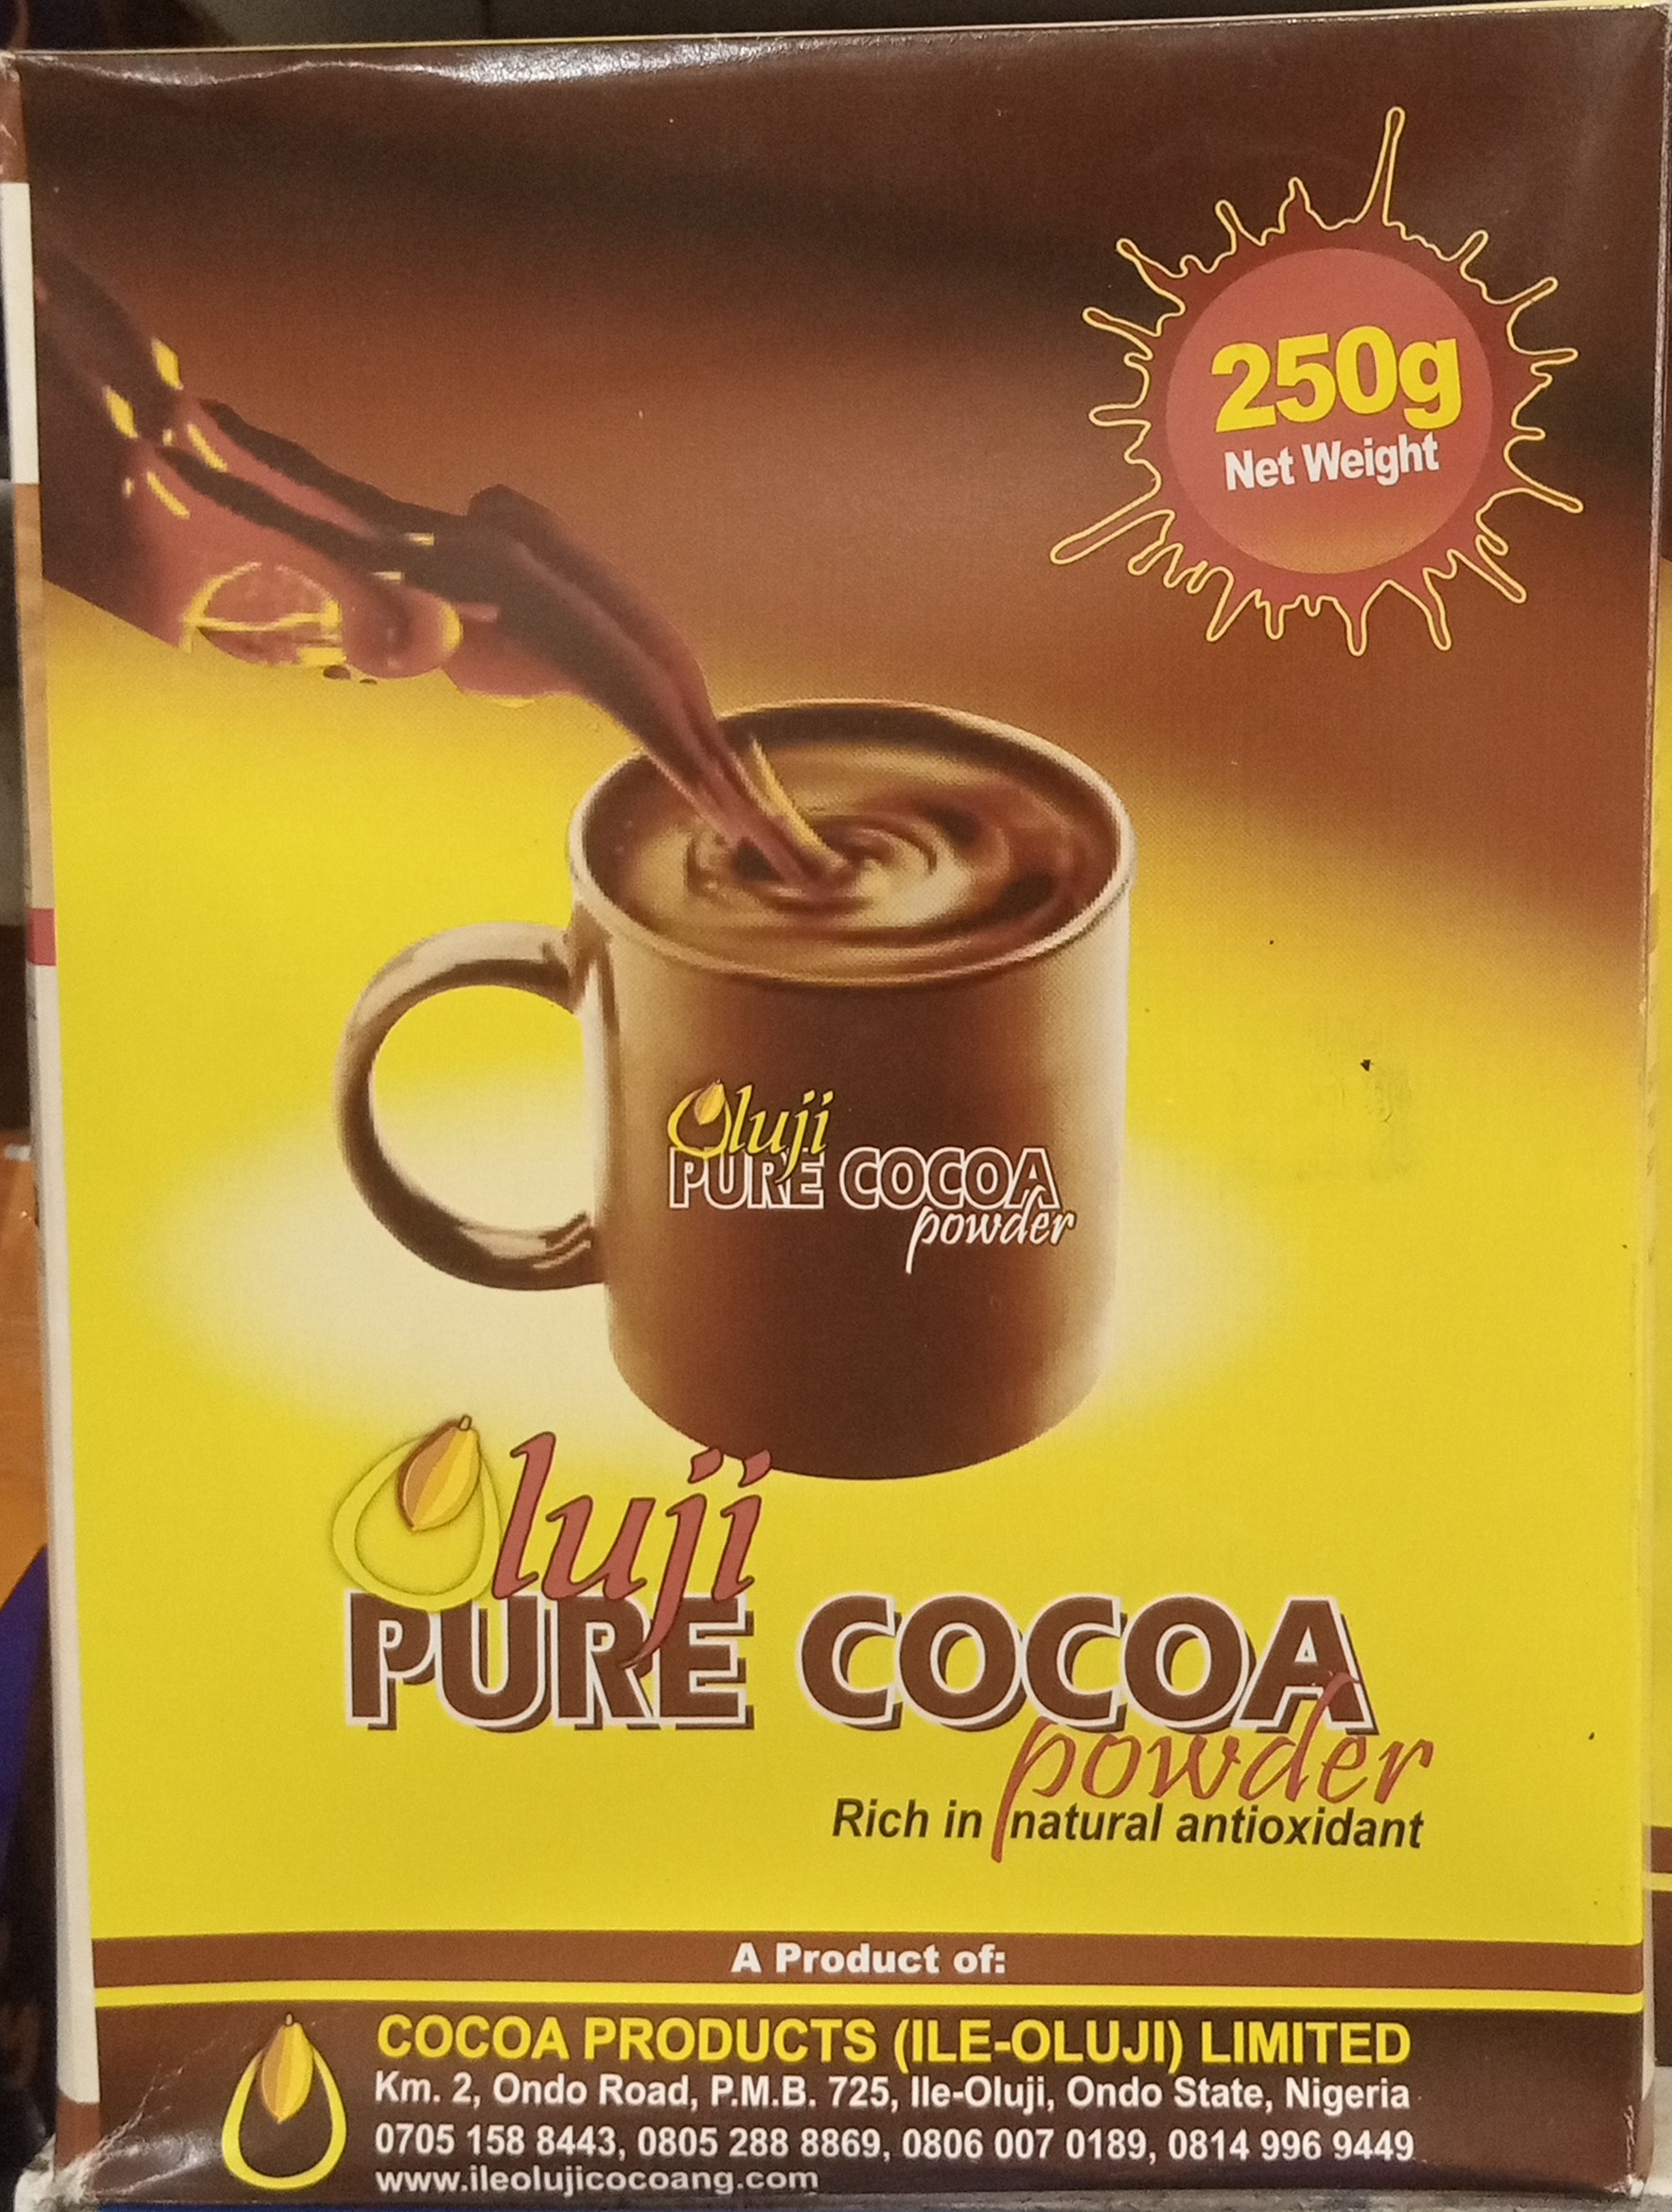 250g
Net Weight
Oluji
PURE COCOA
powder
Oluji
PURE COCOA
powder
Rich in natural antioxidant
A Product of:
COCOA PRODUCTS (ILE-OLUJI) LIMITED
Km. 2, Ondo Road, P.M.B. 725, Ile-Oluji, Ondo State, Nigeria
0705 158 8443, 0805 288 8869, 0806 007 0189, 0814 996 9449
www.ileolujicocoang.com